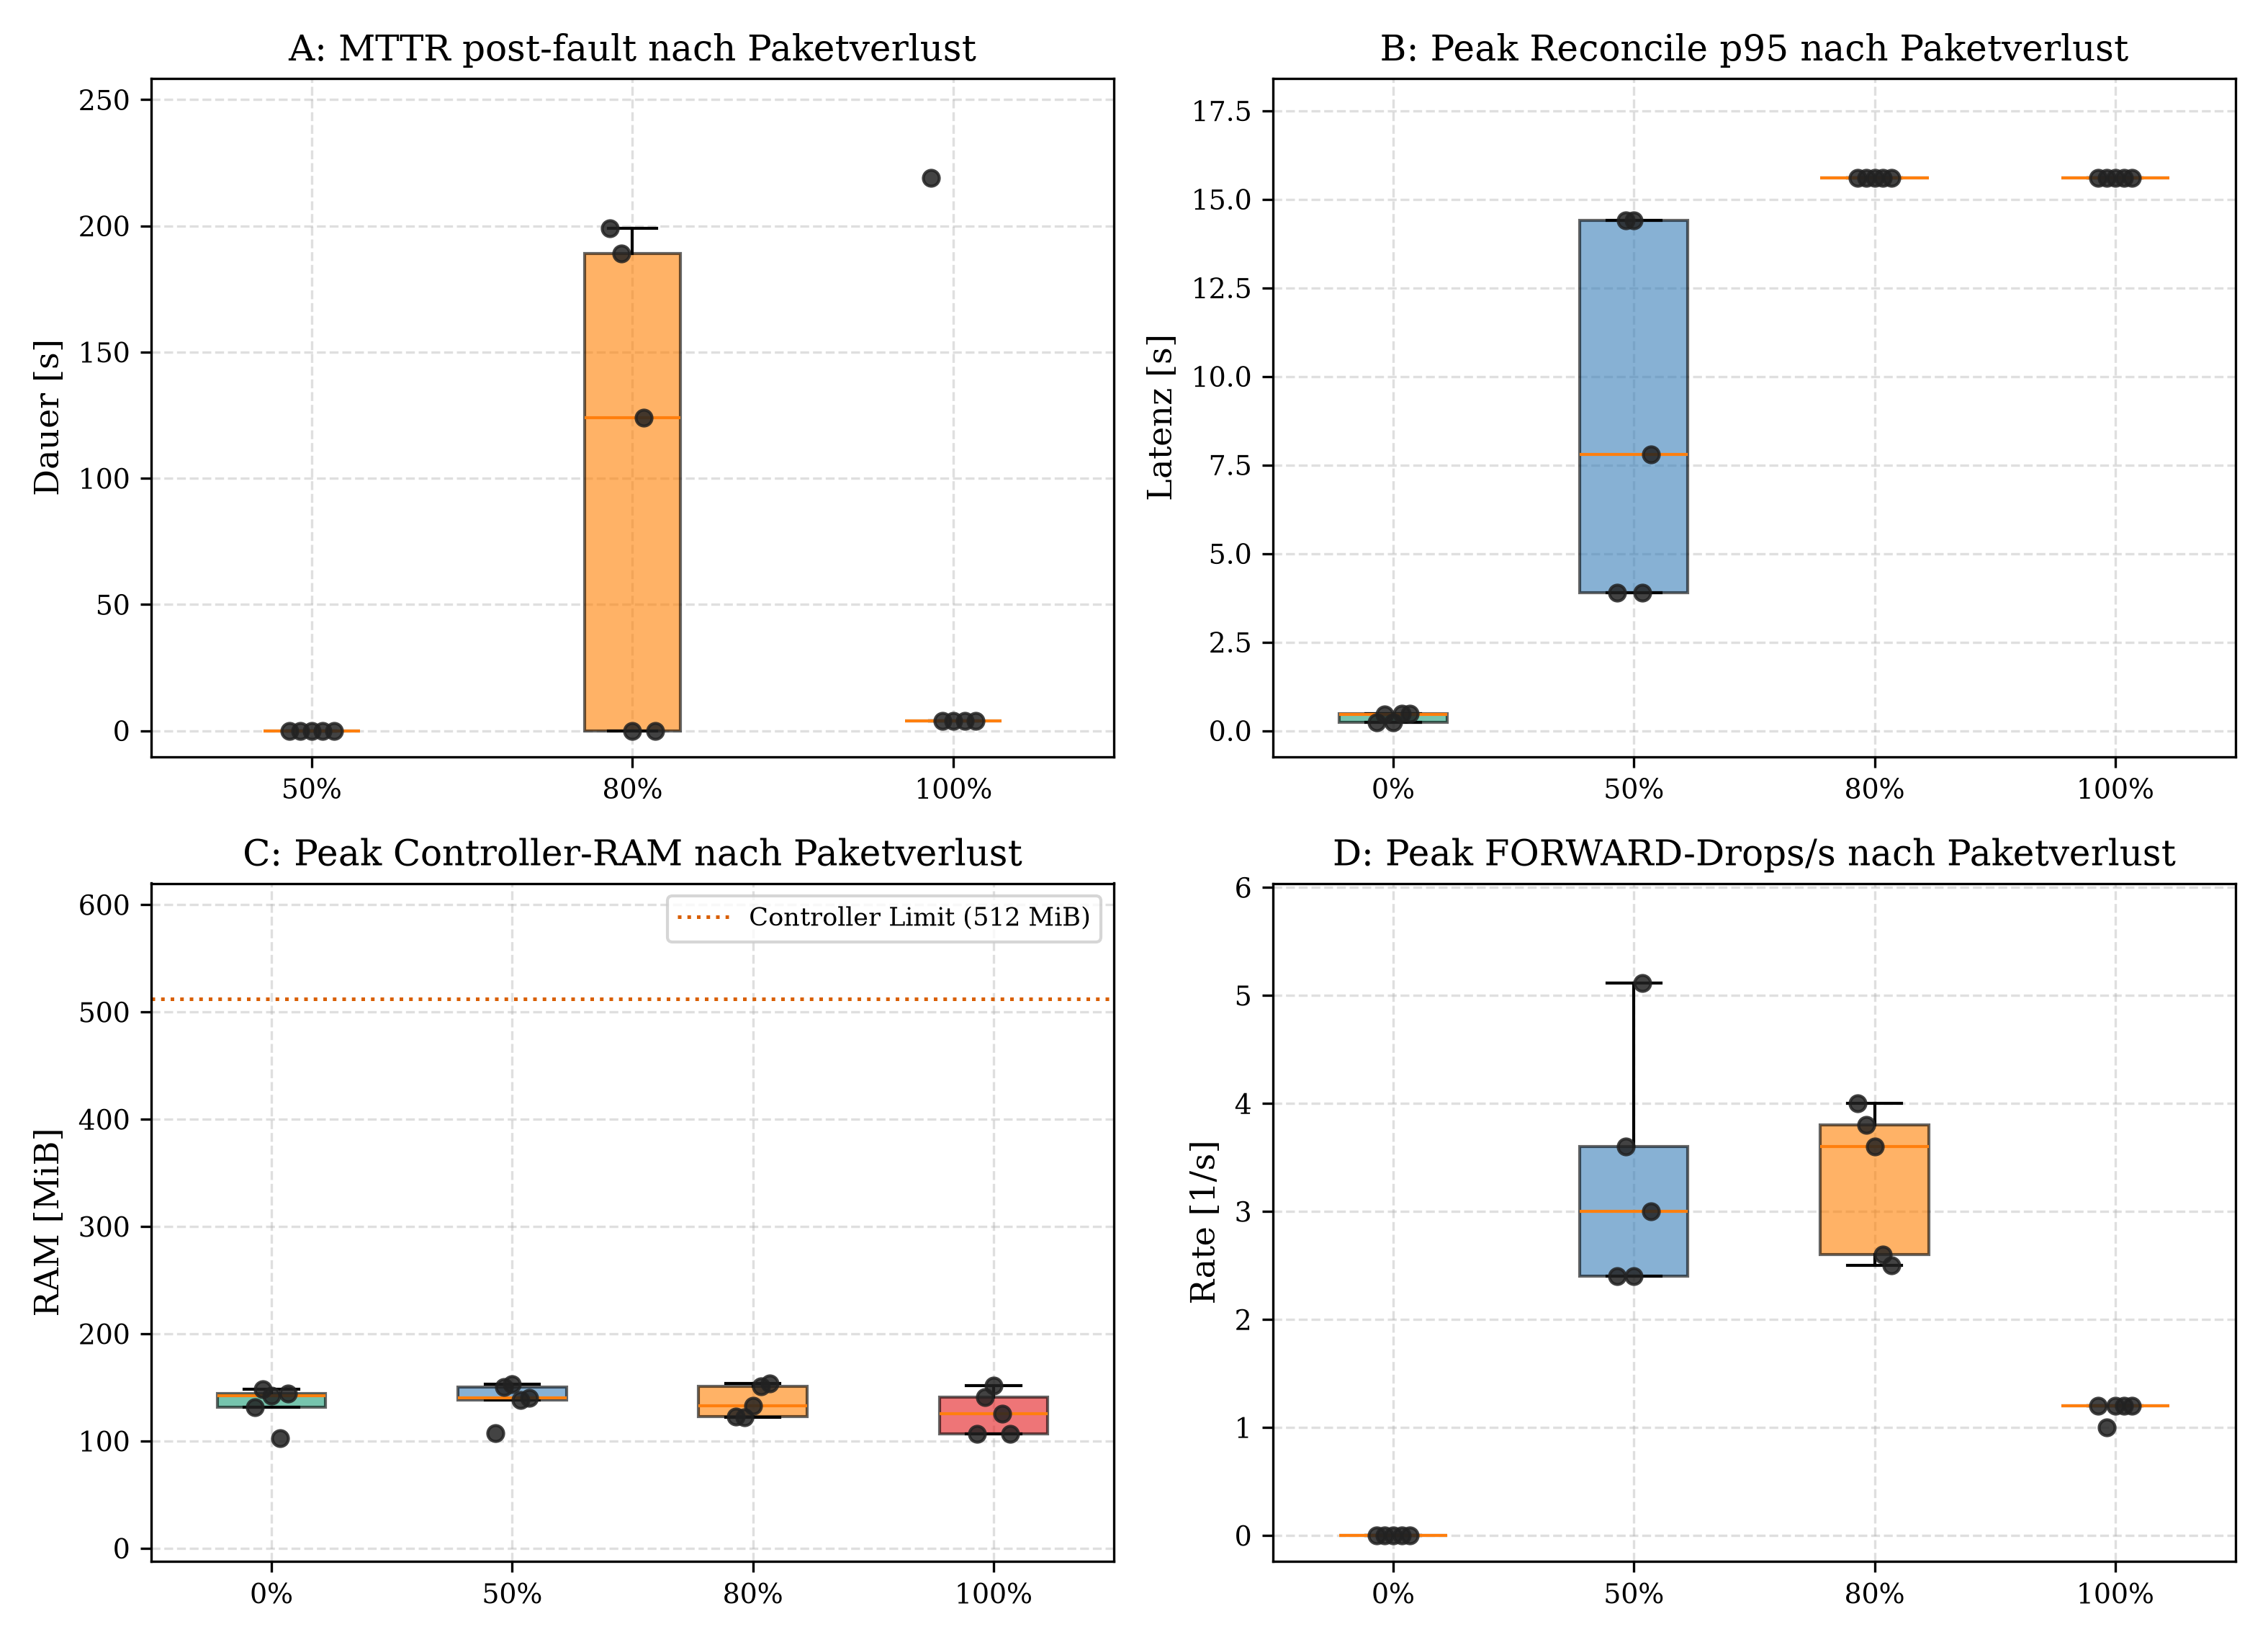 A: MTTR post-fault nach Paketverlust
Dauer [s]
250
200
150
100
50
0
50% 80% 100%
B: Peak Reconcile p95 nach Paketverlust
Latenz [s]
17.5
15.0
12.5
10.0
7.5
5.0
2.5
0.0
0% 50% 80% 100%
C: Peak Controller-RAM nach Paketverlust
RAM [MiB]
600
500
400
300
200
100
0
Controller Limit (512 MiB)
0% 50% 80% 100%
D: Peak FORWARD-Drops/s nach Paketverlust
Rate [1/s]
6
5
4
3
2
1
0
0% 50% 80% 100%